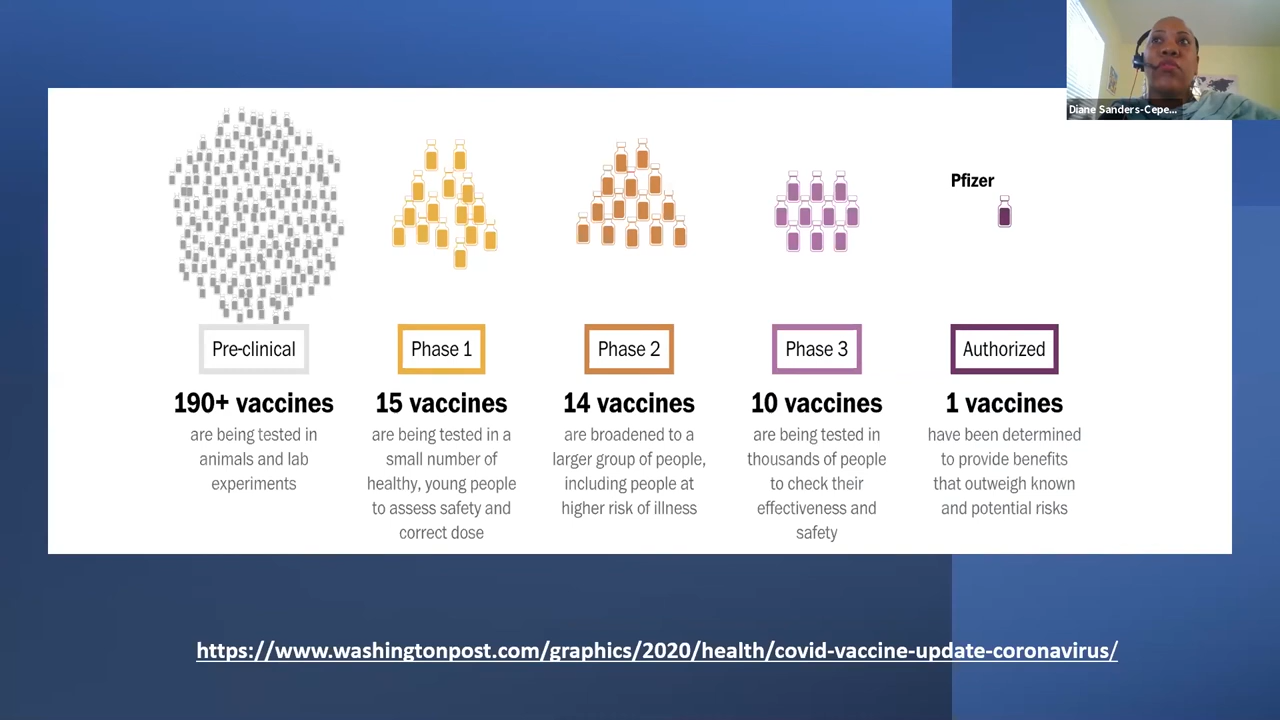 Diane Sanders-Cepe...
Pfizer
Pre-clinical
190+ vaccines
are being tested in
animals and lab
experiments
Phase 1
15 vaccines
are being tested in a
small number of
healthy, young people
to assess safety and
correct dose
Phase 2
14 vaccines
are broadened to a
larger group of people,
including people at
higher risk of illness
Phase 3
10 vaccines
are being tested in
thousands of people
to check their
effectiveness and
safety
Authorized
1 vaccines
have been determined
to provide benefits
that outweigh known
and potential risks
https://www.washingtonpost.com/graphics/2020/health/covid-vaccine-update-coronavirus/